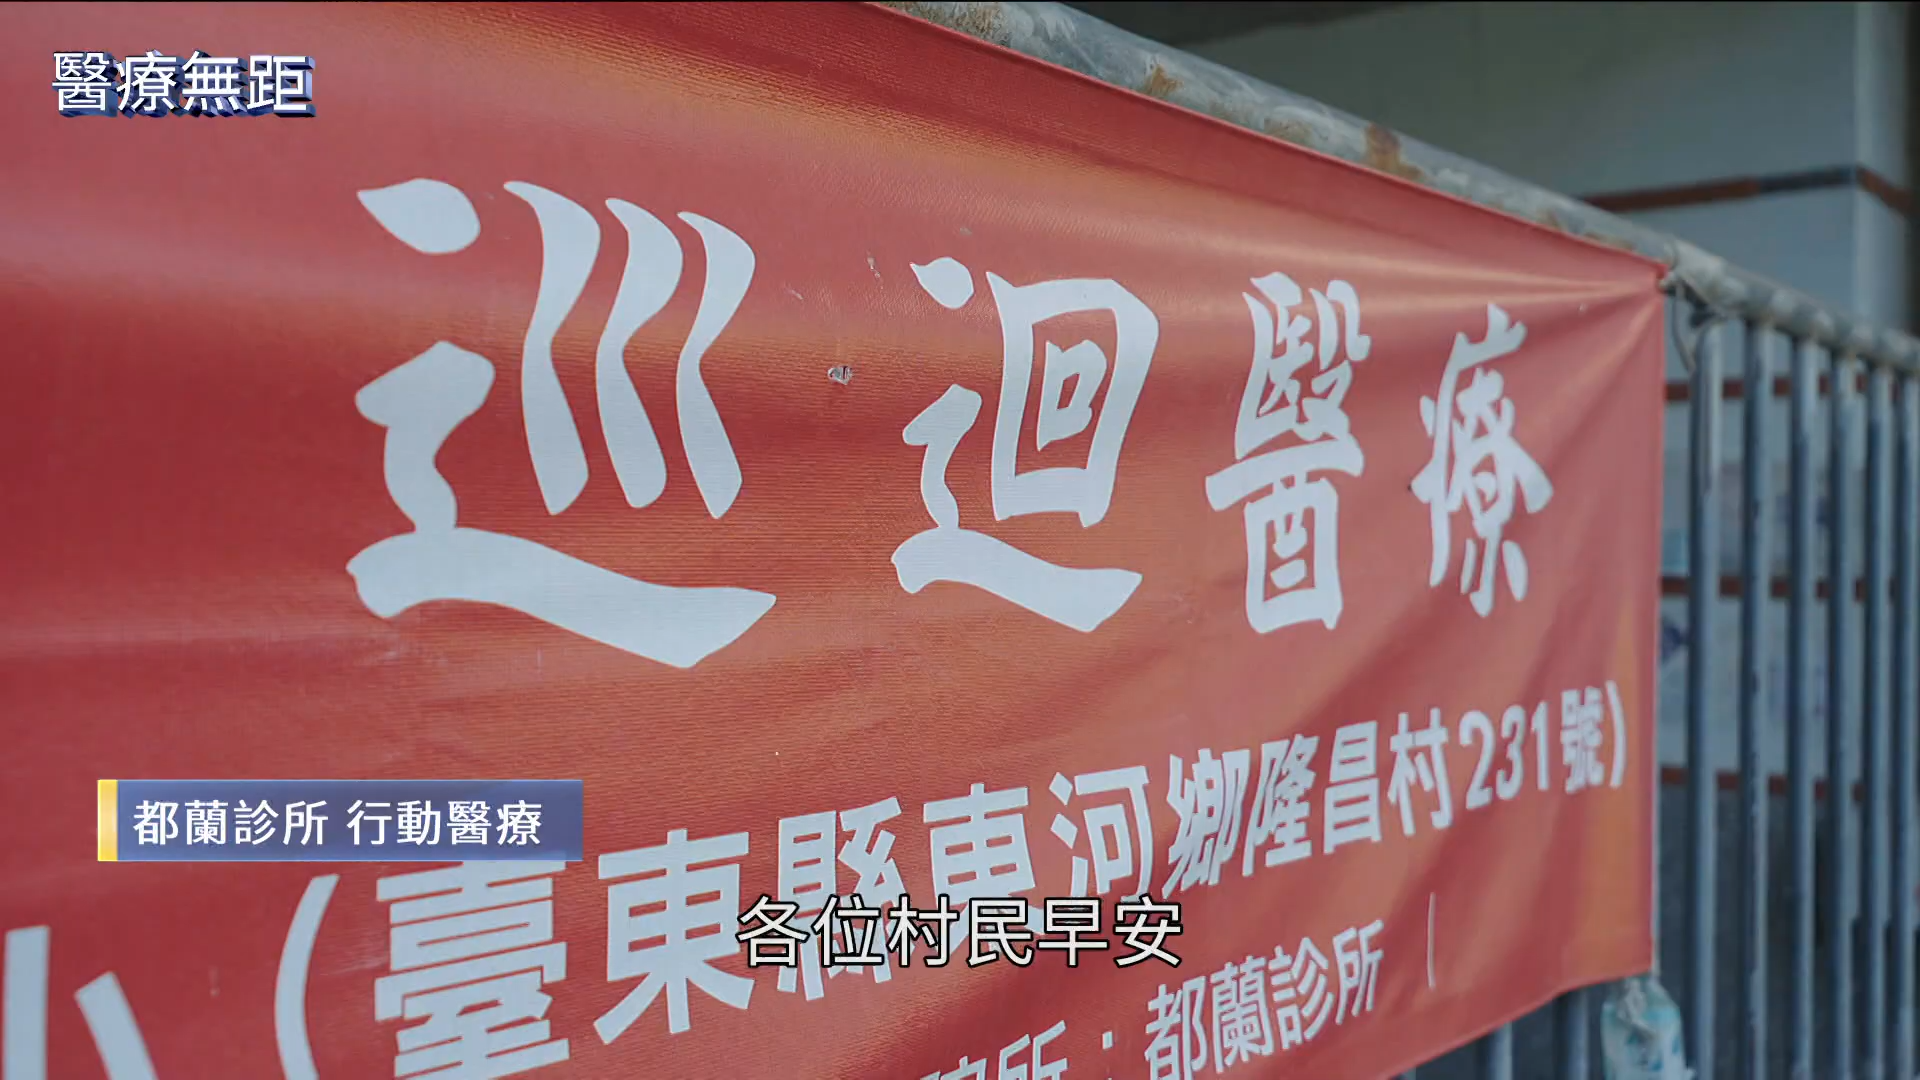 醫療無距
巡迴醫療
(臺東縣東河鄉隆昌村231號)
都蘭診所 行動醫療
各位村民早安
院所：都蘭診所